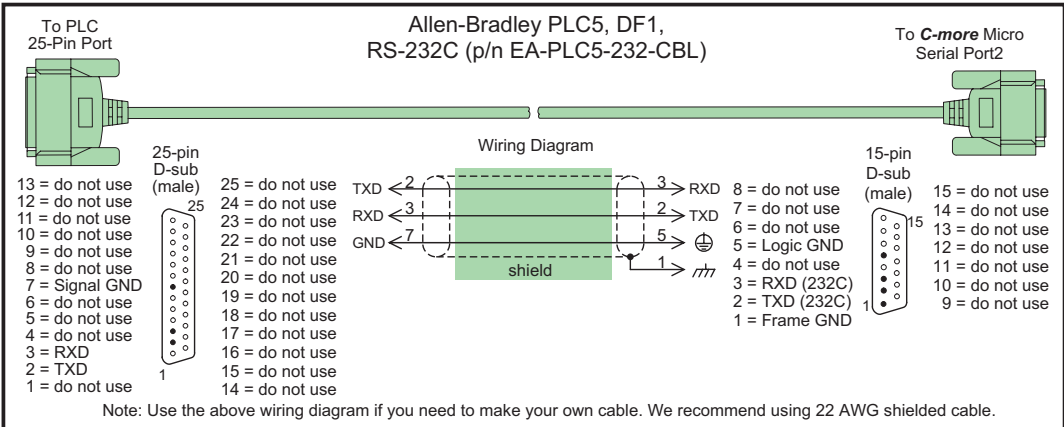 To PLC
25-Pin Port
Allen-Bradley PLC5, DF1,
RS-232C (p/n EA-PLC5-232-CBL)
To C-more Micro
Serial Port2
25-pin
D-sub
(male)
13 = do not use
12 = do not use
11 = do not use
10 = do not use
9 = do not use
8 = do not use
7 = Signal GND
6 = do not use
5 = do not use
4 = do not use
3 = RXD
2 = TXD
1 = do not use
25
1
25 = do not use
24 = do not use
23 = do not use
22 = do not use
21 = do not use
20 = do not use
19 = do not use
18 = do not use
17 = do not use
16 = do not use
15 = do not use
14 = do not use
Wiring Diagram
TXD 2 3 RXD
RXD 3 2 TXD
GND 7 5
1
shield
8 = do not use
7 = do not use
6 = do not use
5 = Logic GND
4 = do not use
3 = RXD (232C)
2 = TXD (232C)
1 = Frame GND
15-pin
D-sub
(male)
15
1
15 = do not use
14 = do not use
13 = do not use
12 = do not use
11 = do not use
10 = do not use
9 = do not use
Note: Use the above wiring diagram if you need to make your own cable. We recommend using 22 AWG shielded cable.